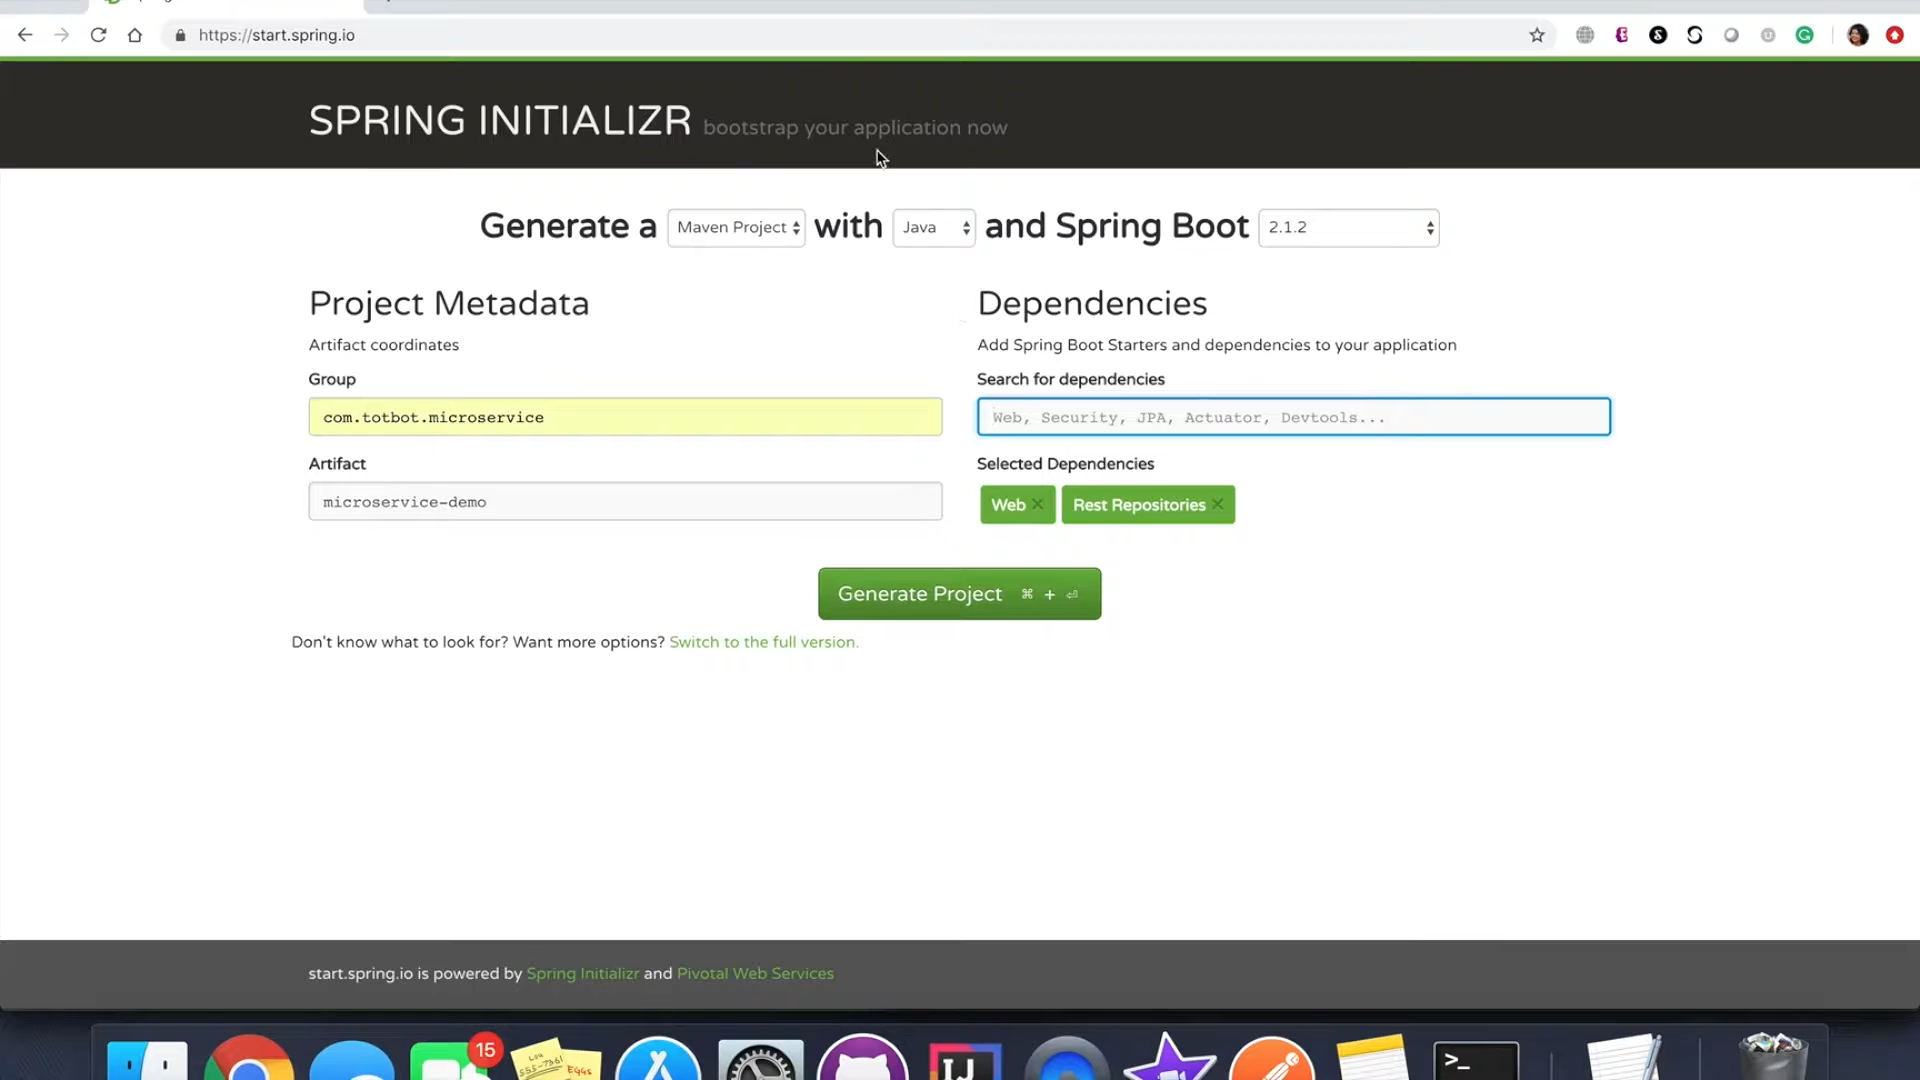 https://start.spring.io
SPRING INITIALIZR bootstrap your application now
Generate a Maven Project with Java and Spring Boot 2.1.2
Project Metadata
Artifact coordinates
Group
com.totbot.microservice
Artifact
microservice-demo
Dependencies
Add Spring Boot Starters and dependencies to your application
Search for dependencies
Web, Security, JPA, Actuator, Devtools...
Selected Dependencies
Web × Rest Repositories ×
Generate Project ⌘ + ⏎
Don't know what to look for? Want more options? Switch to the full version.
start.spring.io is powered by Spring Initializr and Pivotal Web Services
15
EGGS
IJ
>_